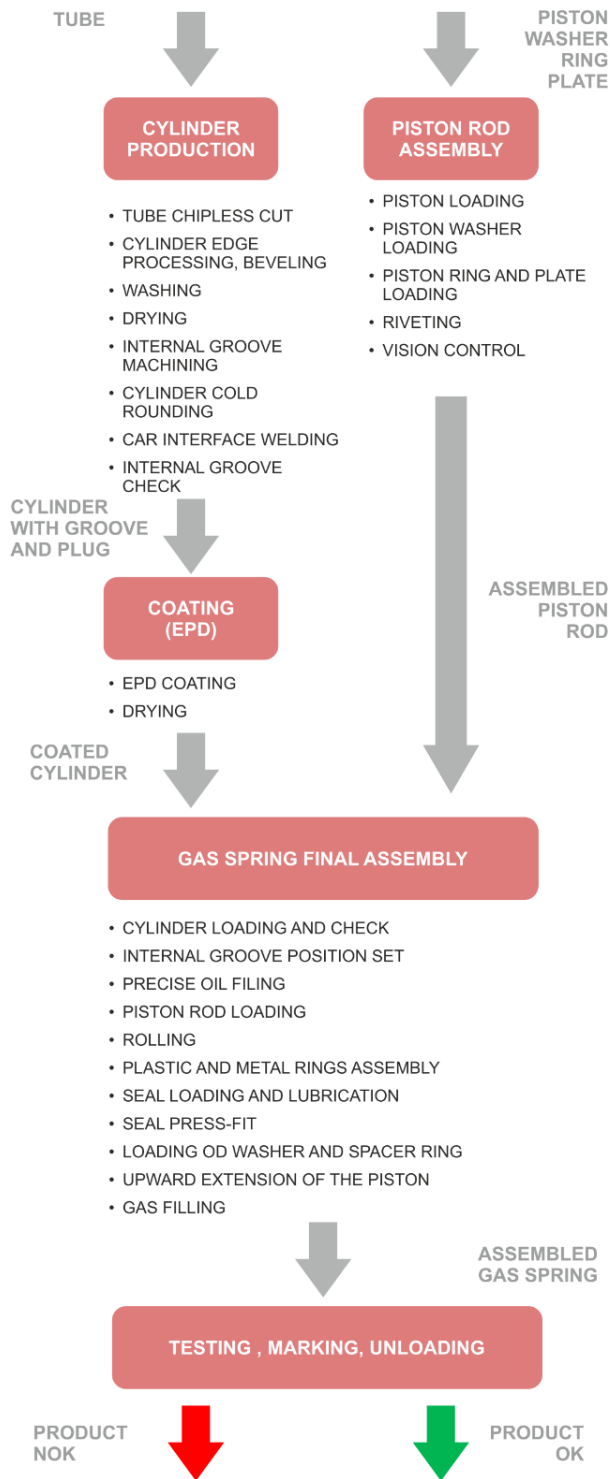 TUBE
PISTON
WASHER
RING
PLATE
CYLINDER
PRODUCTION
PISTON ROD
ASSEMBLY
• TUBE CHIPLESS CUT
• CYLINDER EDGE
PROCESSING, BEVELING
• WASHING
• DRYING
• INTERNAL GROOVE
MACHINING
• CYLINDER COLD
ROUNDING
• CAR INTERFACE WELDING
• INTERNAL GROOVE
CHECK
• PISTON LOADING
• PISTON WASHER
LOADING
• PISTON RING AND PLATE
LOADING
• RIVETING
• VISION CONTROL
CYLINDER
WITH GROOVE
AND PLUG
COATING
(EPD)
ASSEMBLED
PISTON
ROD
• EPD COATING
• DRYING
COATED
CYLINDER
GAS SPRING FINAL ASSEMBLY
• CYLINDER LOADING AND CHECK
• INTERNAL GROOVE POSITION SET
• PRECISE OIL FILING
• PISTON ROD LOADING
• ROLLING
• PLASTIC AND METAL RINGS ASSEMBLY
• SEAL LOADING AND LUBRICATION
• SEAL PRESS-FIT
• LOADING OD WASHER AND SPACER RING
• UPWARD EXTENSION OF THE PISTON
• GAS FILLING
ASSEMBLED
GAS SPRING
TESTING , MARKING, UNLOADING
PRODUCT
NOK
PRODUCT
OK